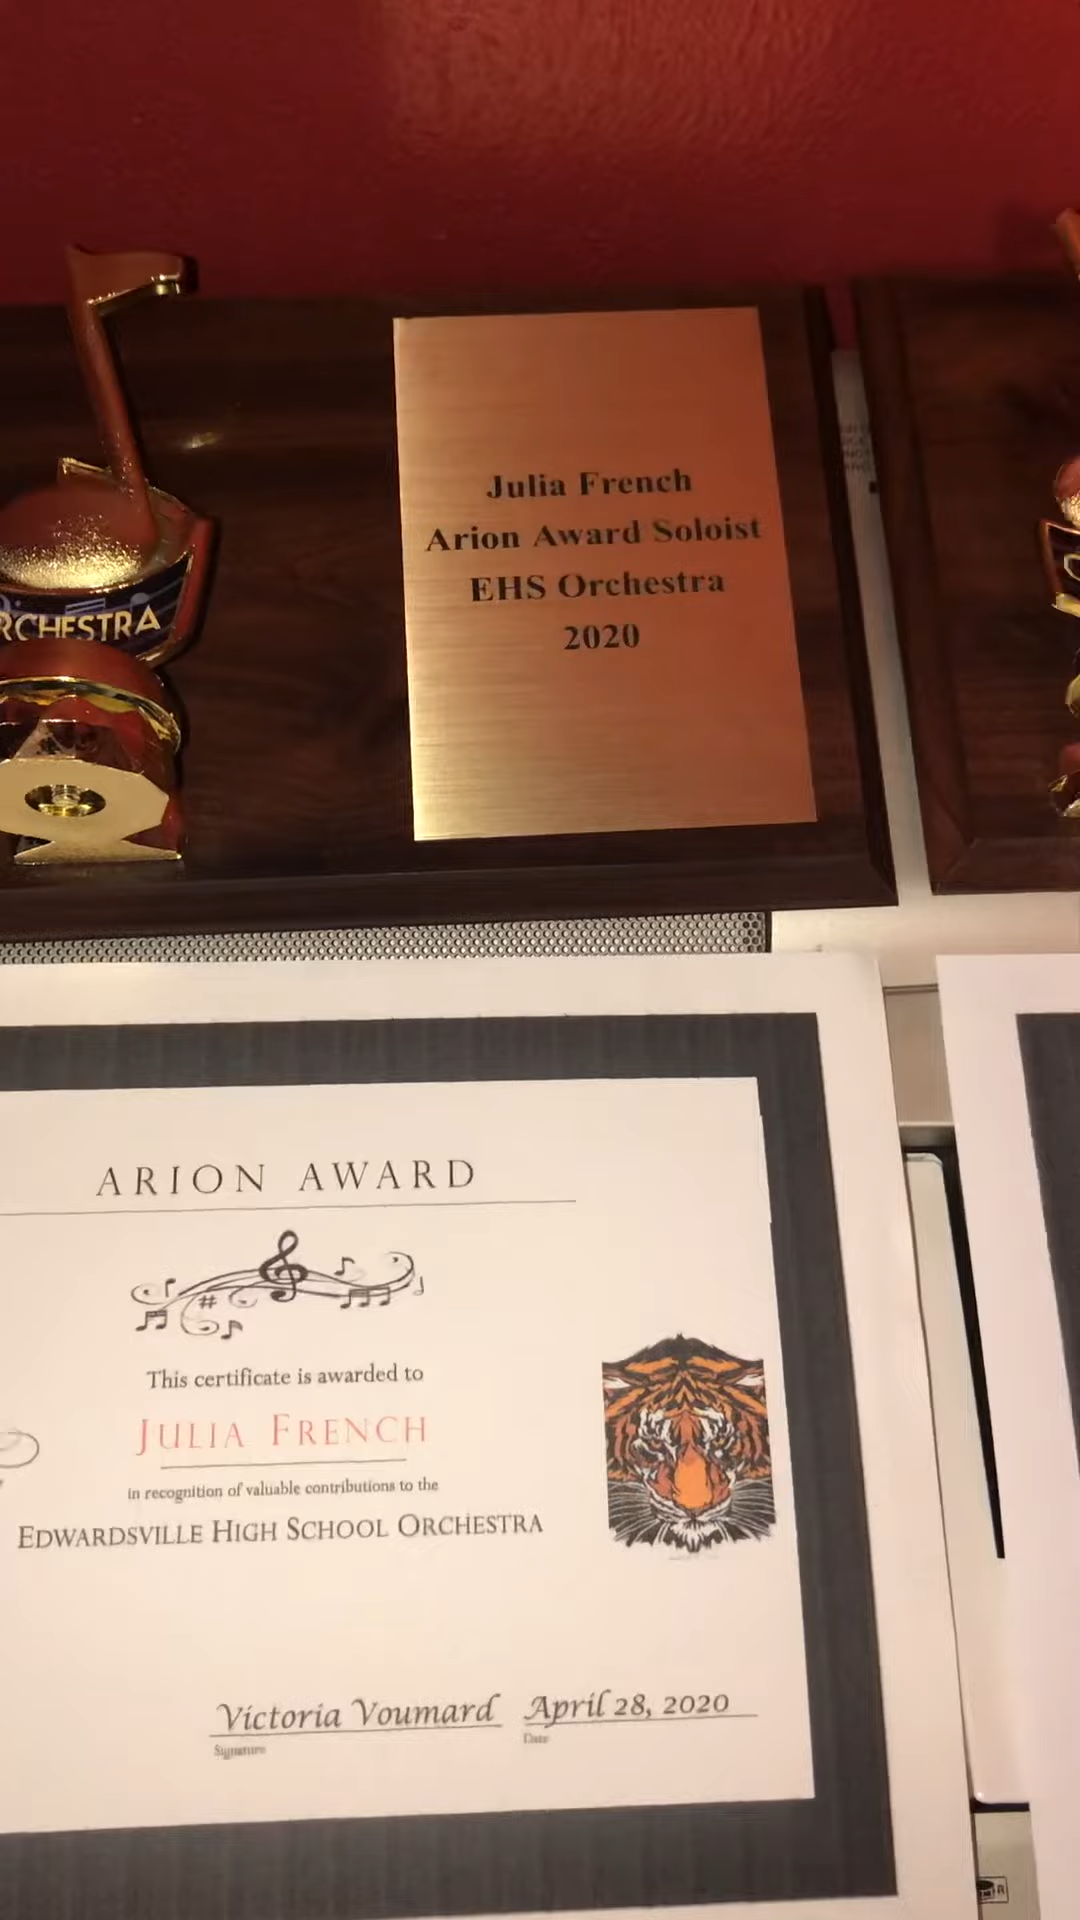 Julia French
Arion Award Soloist
EHS Orchestra
2020
RCHESTRA
ARION AWARD
This certificate is awarded to
JULIA FRENCH
in recognition of valuable contributions to the
EDWARDSVILLE HIGH SCHOOL ORCHESTRA
Victoria Voumard April 28, 2020
Signature Date